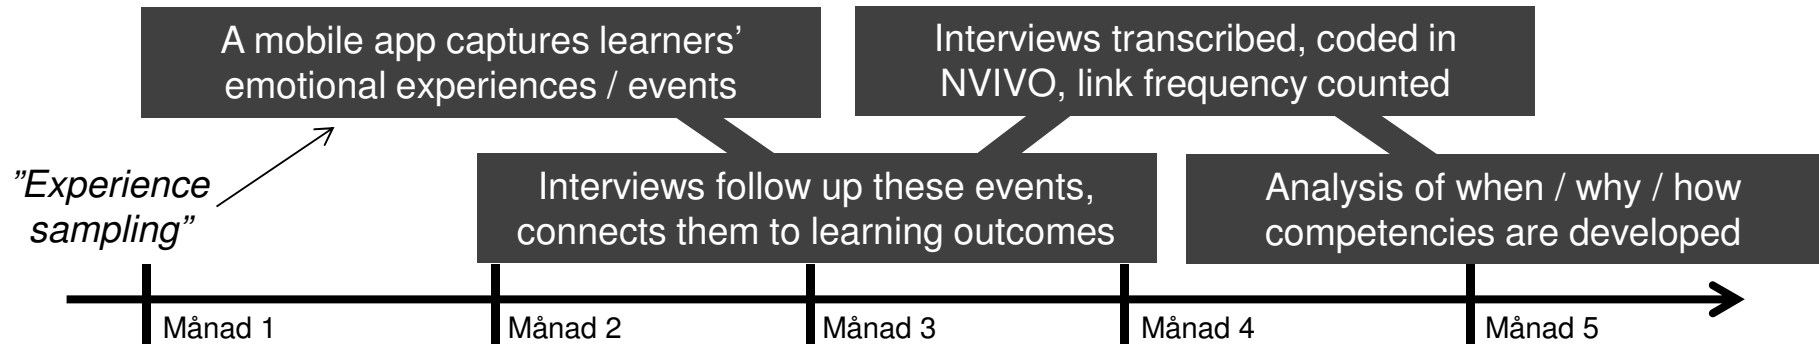 A mobile app captures learners’
emotional experiences / events
Interviews transcribed, coded in
NVIVO, link frequency counted
”Experience
sampling”
Interviews follow up these events,
connects them to learning outcomes
Analysis of when / why / how
competencies are developed
Månad 1
Månad 2
Månad 3
Månad 4
Månad 5